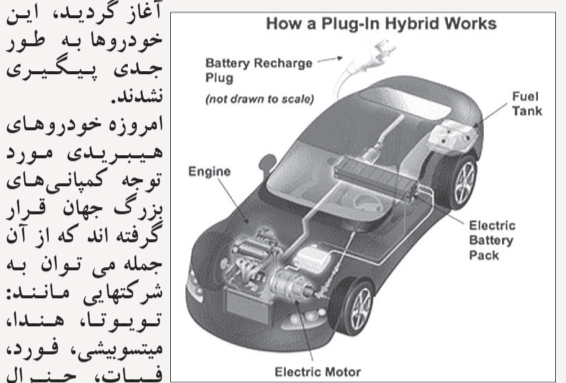 آغاز گردید، این
خودروها به طور
جدی پیگیری
نشدند.
امروزه خودروهای
هیبریدی مورد
توجه کمپانی‌های
بزرگ جهان قرار
گرفته اند که از آن
جمله می توان به
شرکتهایی مانند:
تویوتا، هندا،
میتسوبیشی، فورد،
فیات، جنرال
How a Plug-In Hybrid Works
Battery Recharge
Plug
(not drawn to scale)
Fuel
Tank
Engine
Electric
Battery
Pack
Electric Motor